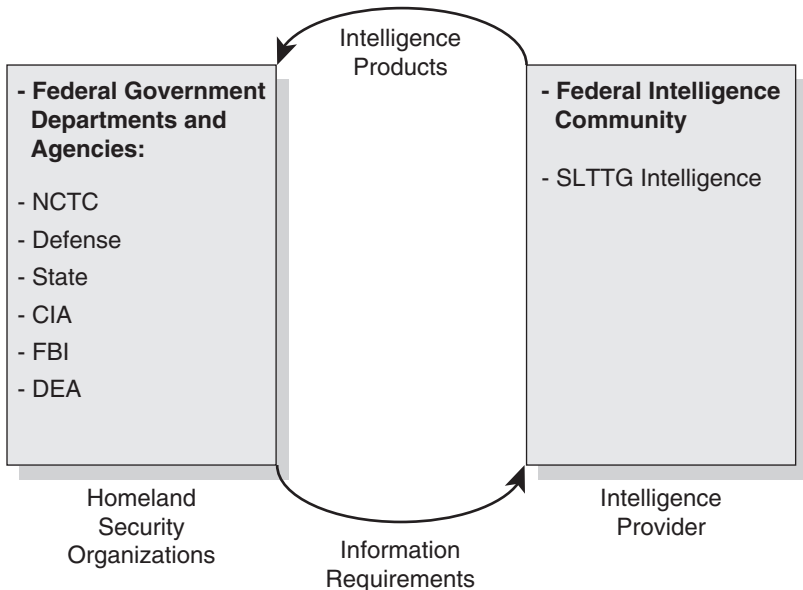 Intelligence
Products
- Federal Government
Departments and
Agencies:
- NCTC
- Defense
- State
- CIA
- FBI
- DEA
- Federal Intelligence
Community
- SLTTG Intelligence
Homeland
Security
Organizations
Intelligence
Provider
Information
Requirements